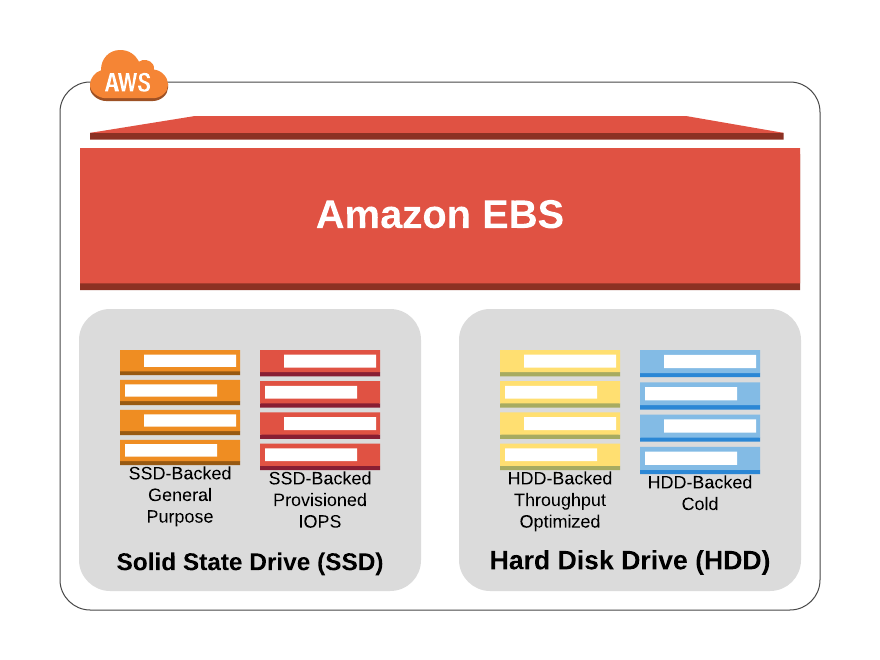 AWS
Amazon EBS
SSD-Backed
General
Purpose
SSD-Backed
Provisioned
IOPS
Solid State Drive (SSD)
HDD-Backed
Throughput
Optimized
HDD-Backed
Cold
Hard Disk Drive (HDD)